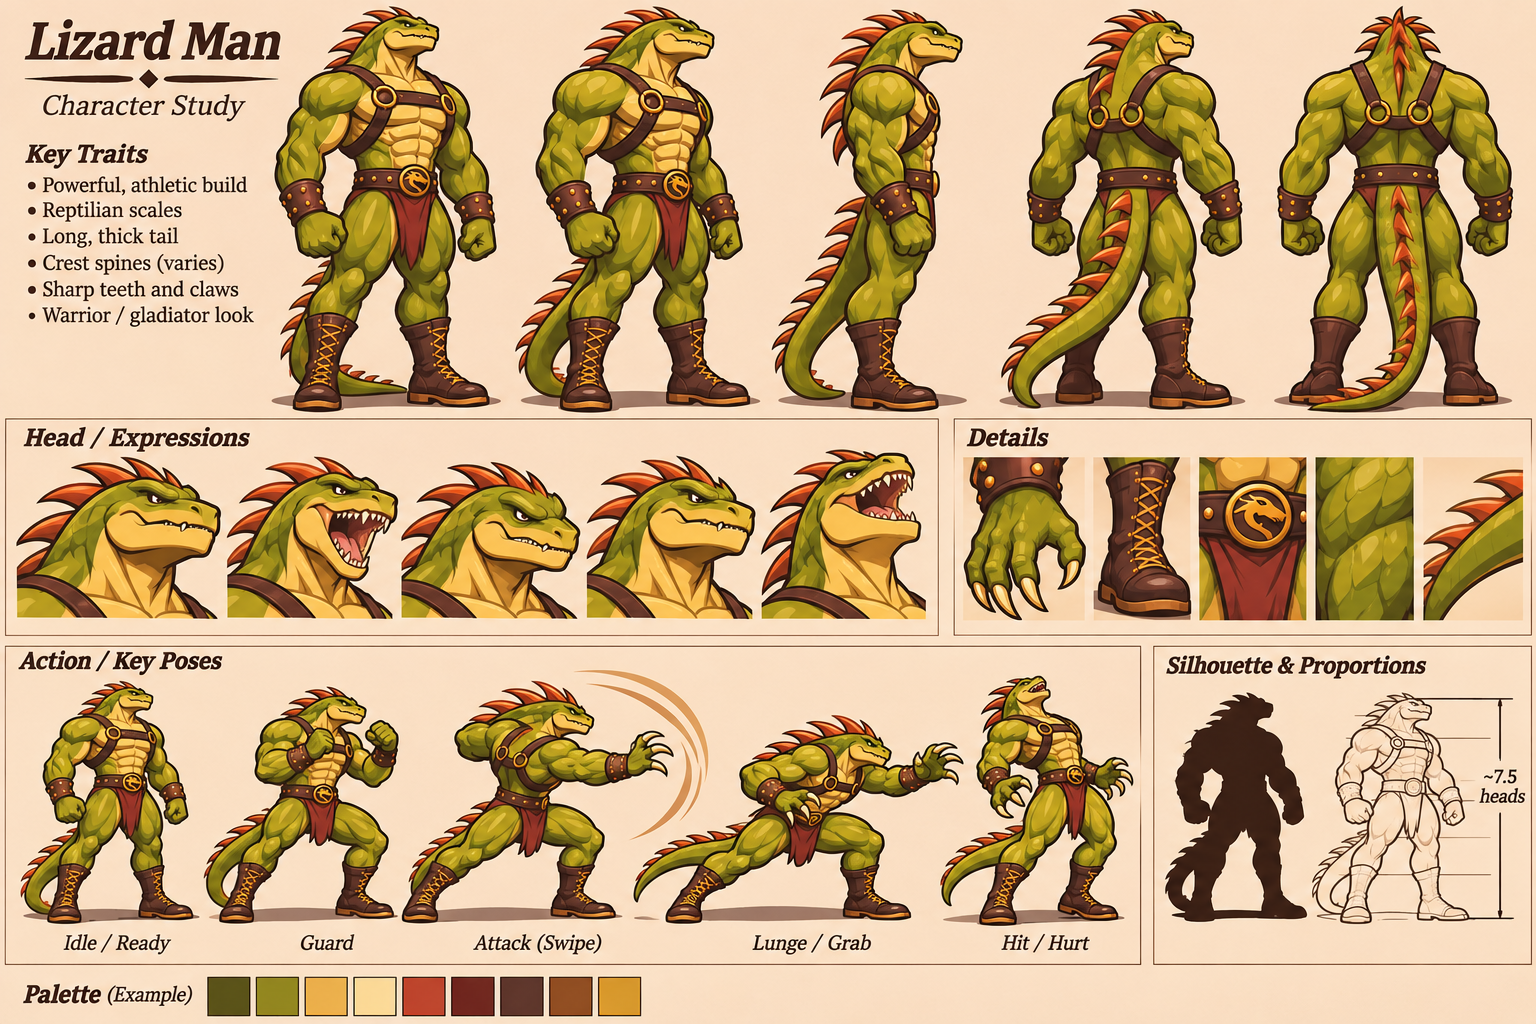 Lizard Man
Character Study
Key Traits
• Powerful, athletic build
• Reptilian scales
• Long, thick tail
• Crest spines (varies)
• Sharp teeth and claws
• Warrior / gladiator look
Head / Expressions
Details
Action / Key Poses
Idle / Ready
Guard
Attack (Swipe)
Lunge / Grab
Hit / Hurt
Silhouette & Proportions
~7.5
heads
Palette (Example)